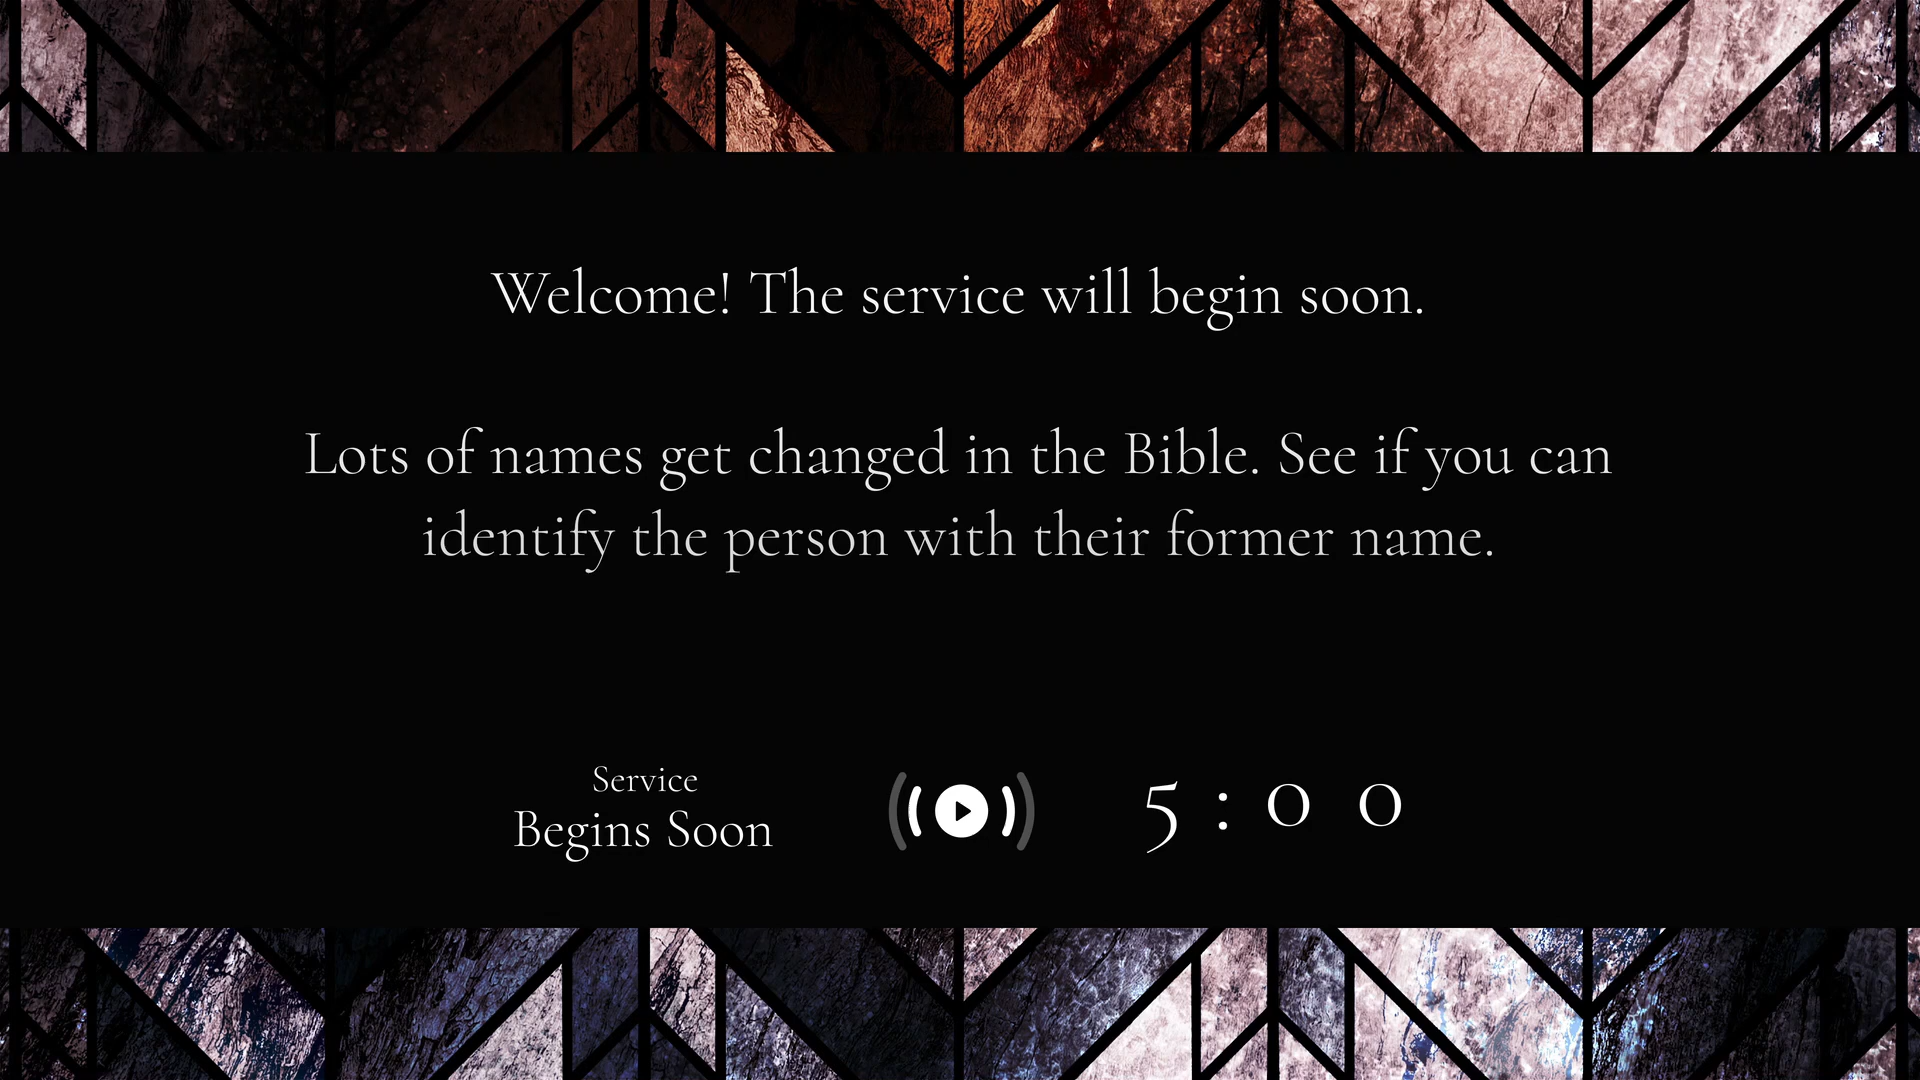 Welcome! The service will begin soon.
Lots of names get changed in the Bible. See if you can
identify the person with their former name.
Service
Begins Soon
5:00